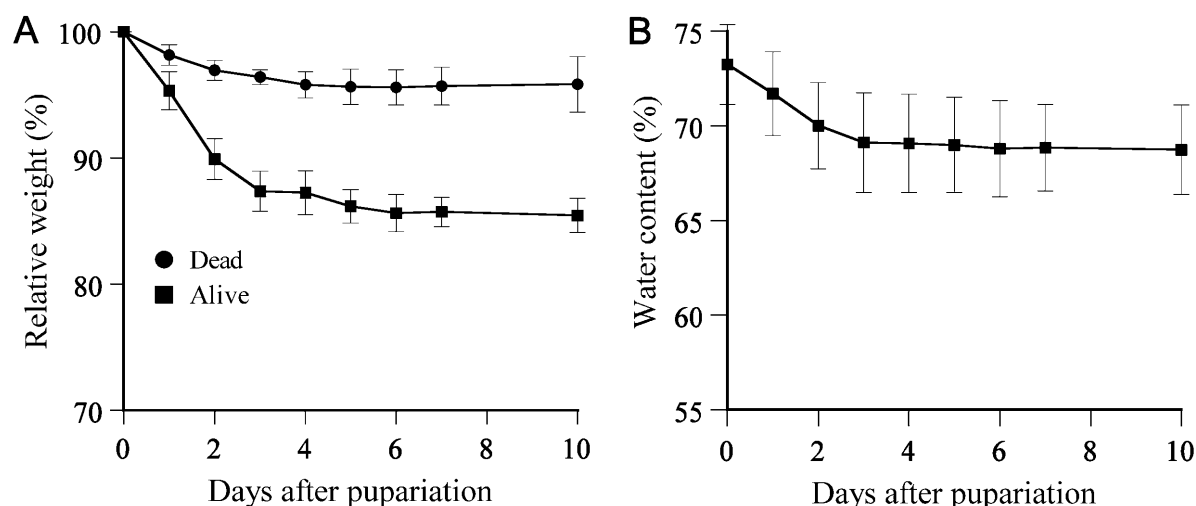 A
Relative weight (%)
100
90
80
70
Dead
Alive
0 2 4 6 8 10
Days after pupariation
B
Water content (%)
75
70
65
60
55
0 2 4 6 8 10
Days after pupariation